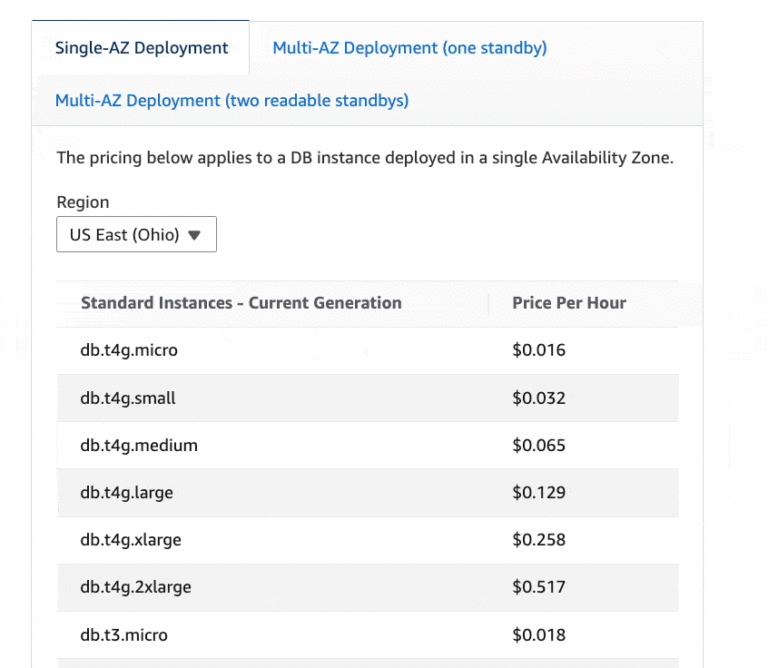 Single-AZ Deployment Multi-AZ Deployment (one standby)
Multi-AZ Deployment (two readable standbys)
The pricing below applies to a DB instance deployed in a single Availability Zone.
Region
US East (Ohio)
Standard Instances - Current Generation Price Per Hour
db.t4g.micro $0.016
db.t4g.small $0.032
db.t4g.medium $0.065
db.t4g.large $0.129
db.t4g.xlarge $0.258
db.t4g.2xlarge $0.517
db.t3.micro $0.018